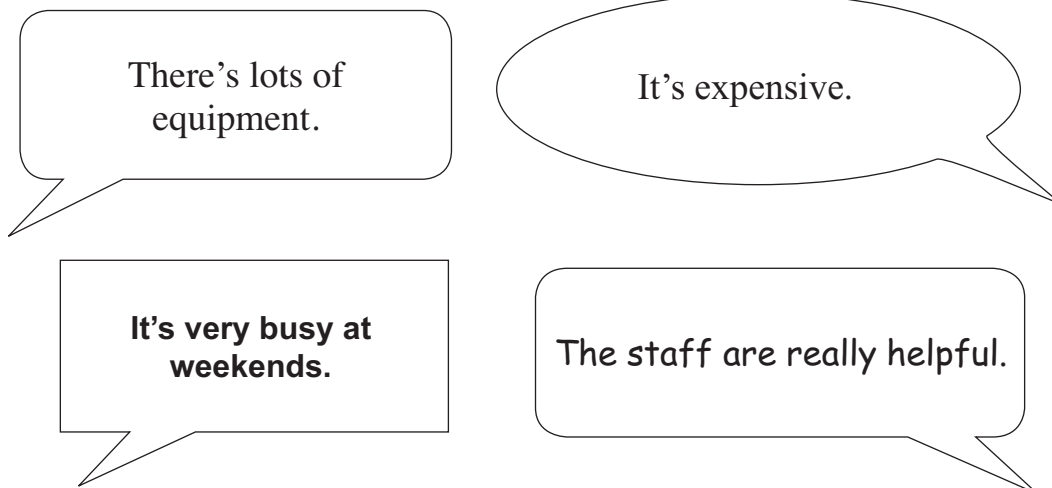 There’s lots of
equipment.
It’s expensive.
It’s very busy at
weekends.
The staff are really helpful.